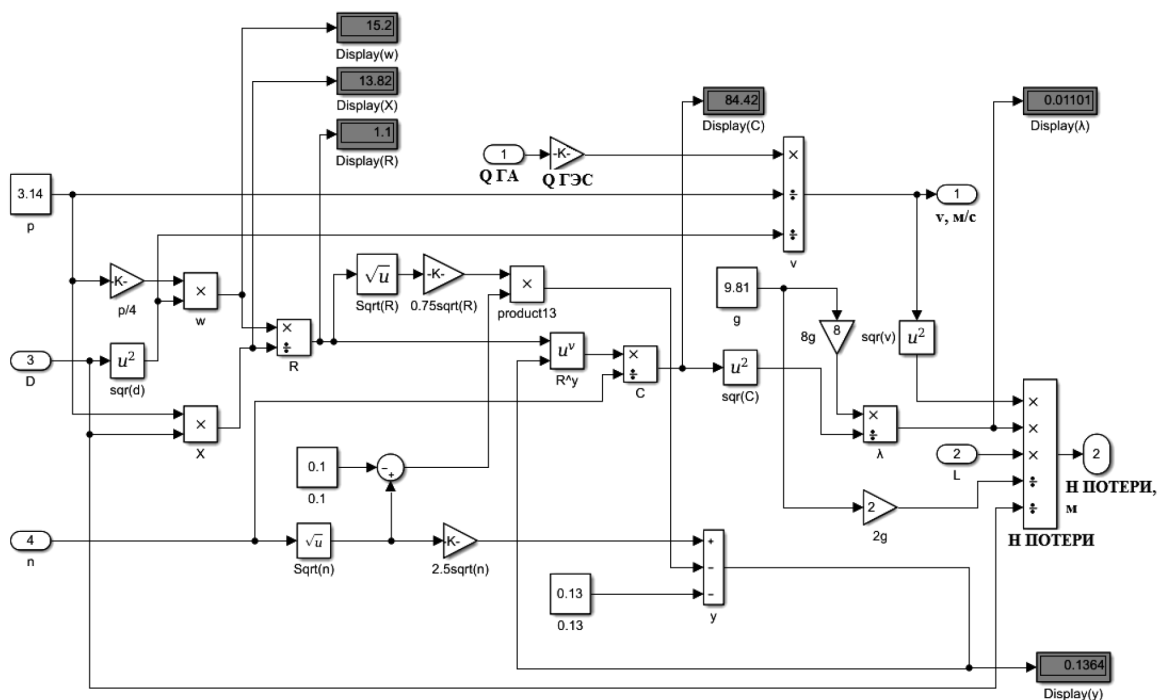 15.2
Display(w)
13.82
Display(X)
1.1
Display(R)
84.42
Display(C)
0.01101
Display(λ)
1
Q ГА
-K-
Q ГЭС
×
÷
÷
v
1
v, м/с
3.14
p
-K-
p/4
×
w
3
D
u²
sqr(d)
×
X
×
÷
R
√u
Sqrt(R)
-K-
0.75sqrt(R)
×
product13
uᵛ
R^y
×
÷
C
9.81
g
8
8g
u²
sqr(v)
u²
sqr(C)
×
÷
λ
2
L
2
2g
×
×
×
÷
÷
Н ПОТЕРИ
2
Н ПОТЕРИ,
м
0.1
0.1
−
+
4
n
√u
Sqrt(n)
-K-
2.5sqrt(n)
0.13
0.13
+
−
−
y
0.1364
Display(y)